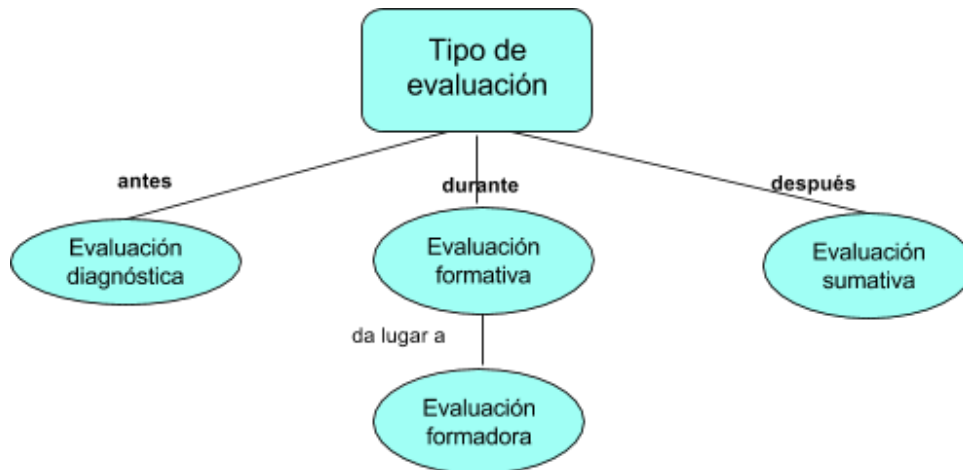 Tipo de
evaluación
antes
durante
después
Evaluación
diagnóstica
Evaluación
formativa
Evaluación
sumativa
da lugar a
Evaluación
formadora